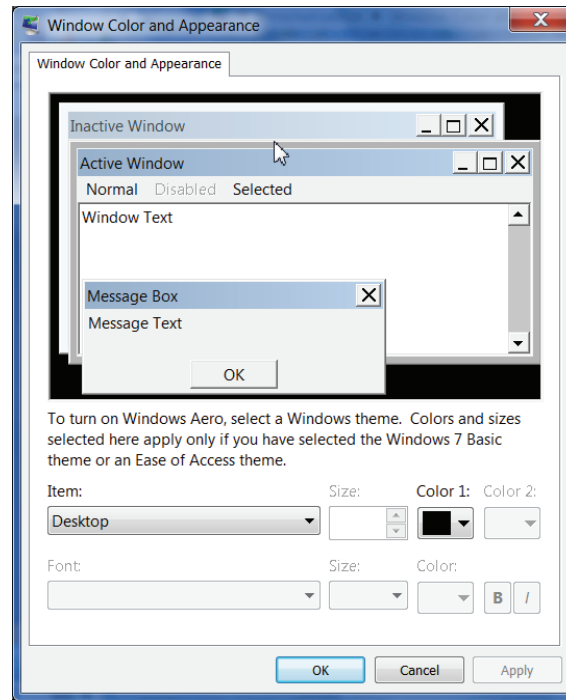 Window Color and Appearance
Window Color and Appearance
Inactive Window
Active Window
Normal Disabled Selected
Window Text
Message Box
Message Text
OK
To turn on Windows Aero, select a Windows theme. Colors and sizes
selected here apply only if you have selected the Windows 7 Basic
theme or an Ease of Access theme.
Item: Size: Color 1: Color 2:
Desktop
Font: Size: Color:
B I
OK Cancel Apply